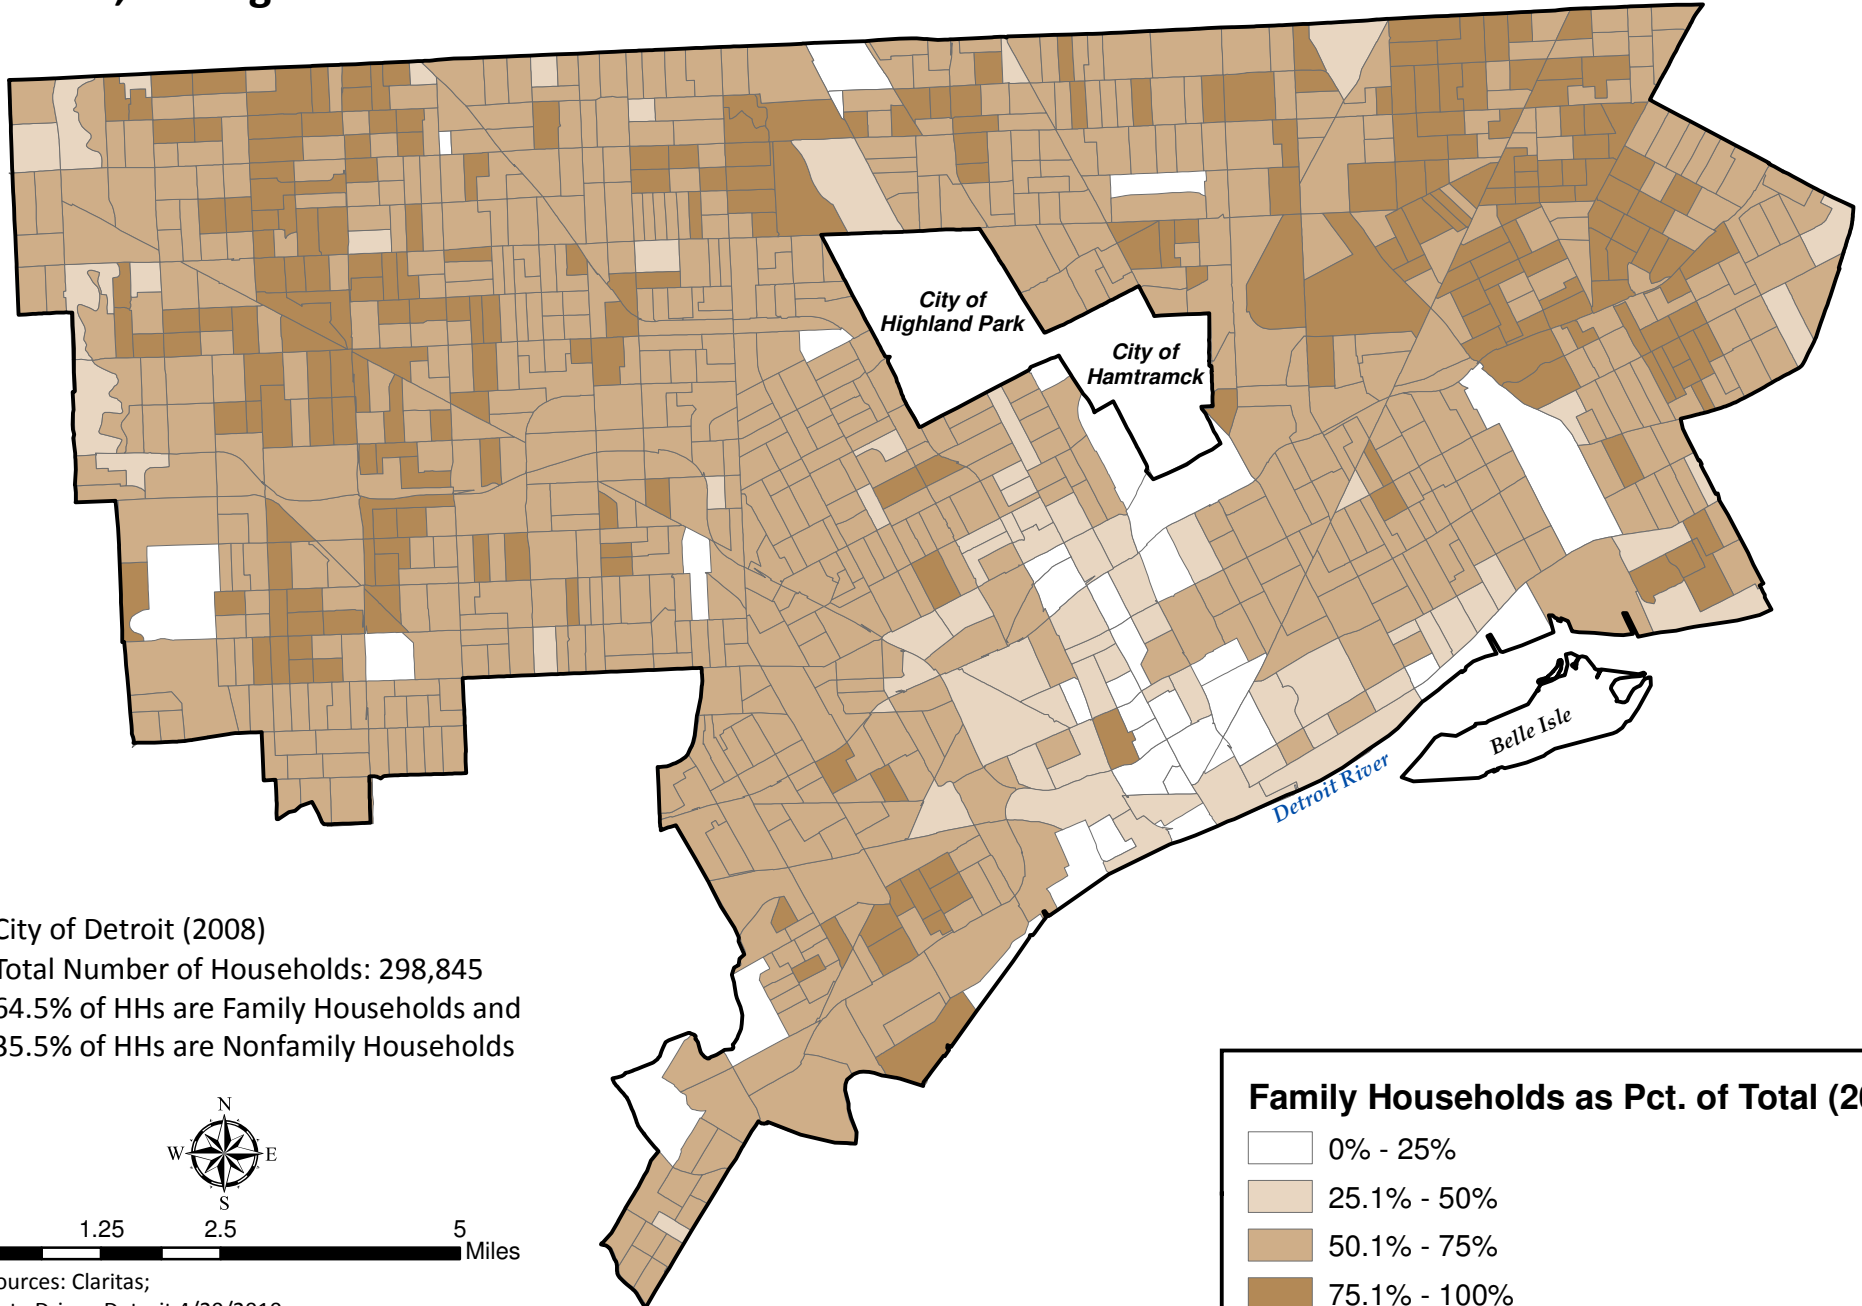 City of
Highland Park
City of
Hamtramck
Belle Isle
Detroit River
City of Detroit (2008)
Total Number of Households: 298,845
64.5% of HHs are Family Households and
35.5% of HHs are Nonfamily Households
N
W E
S
1.25 2.5 5
Miles
ources: Claritas;
Family Households as Pct. of Total (20
0% - 25%
25.1% - 50%
50.1% - 75%
75.1% - 100%